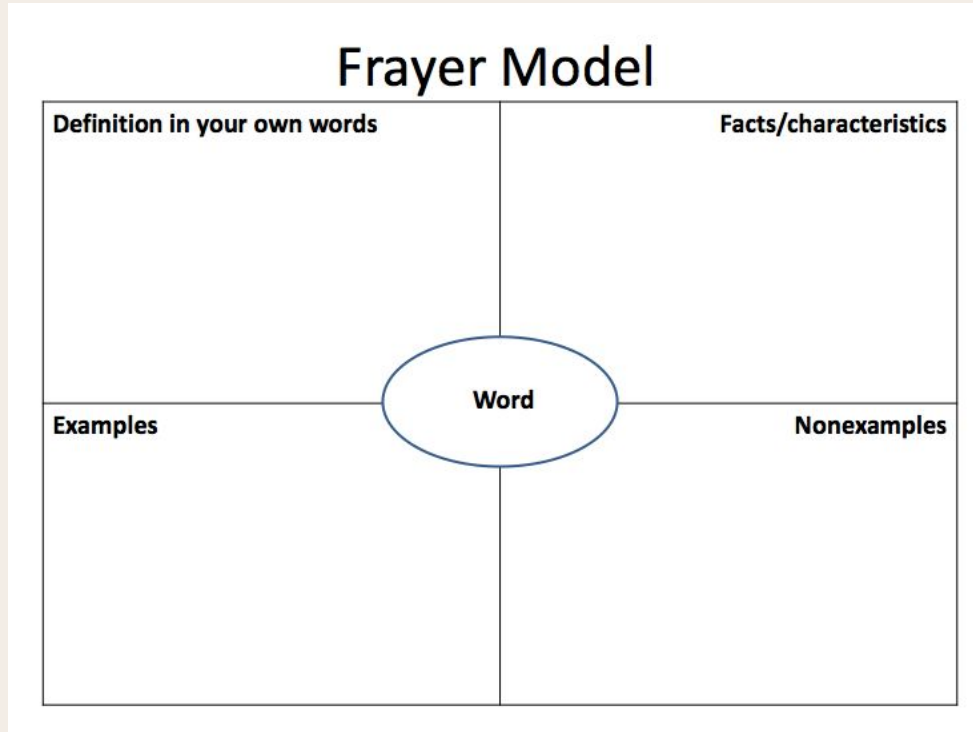 Frayer Model
Definition in your own words
Facts/characteristics
Word
Examples
Nonexamples